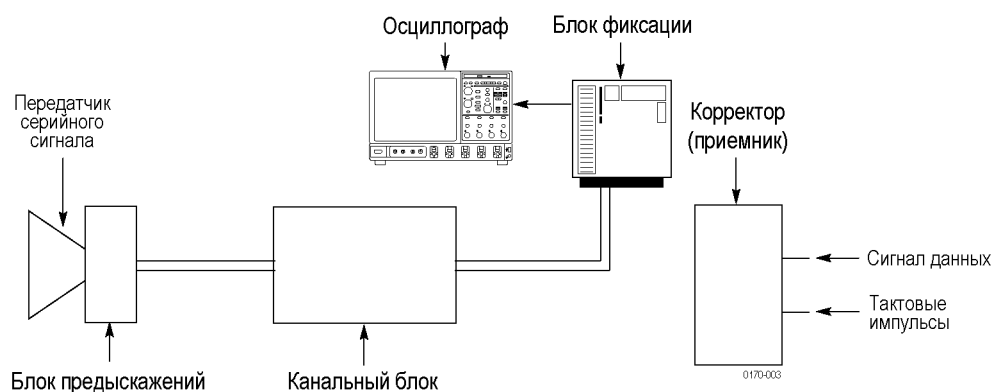 Осциллограф
Блок фиксации
Передатчик
серийного
сигнала
Корректор
(приемник)
Сигнал данных
Тактовые
импульсы
0170-003
Блок предыскажений
Канальный блок